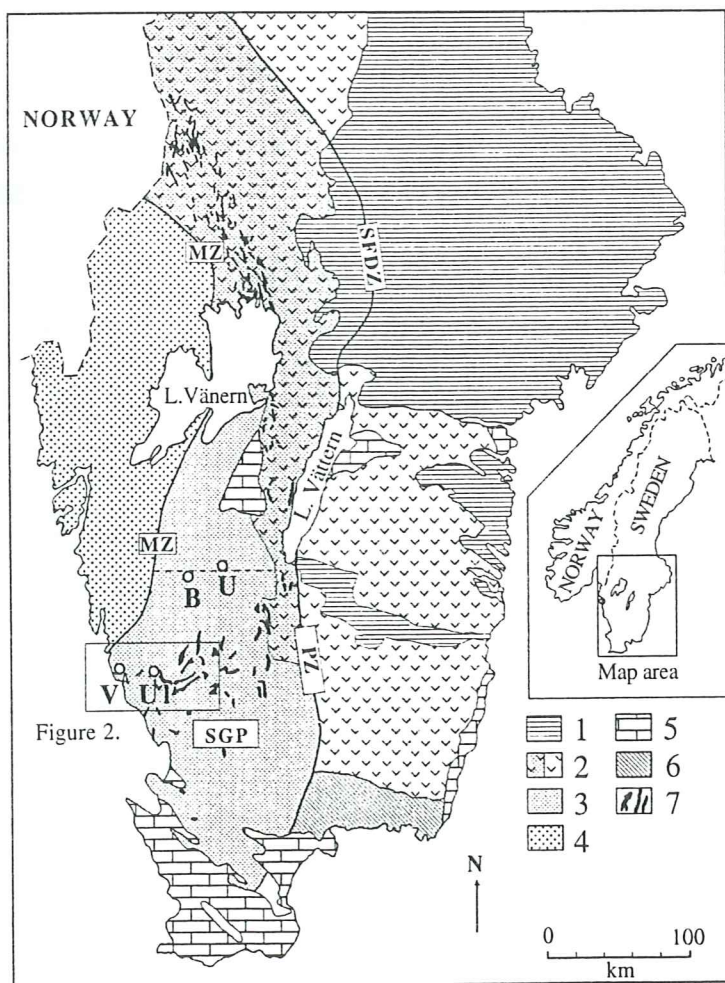 NORWAY
MZ
SFDZ
L.Vänern
L. Vättern
MZ
B
U
PZ
V
U1
Figure 2.
SGP
NORWAY
SWEDEN
Map area
1
2
3
4
5
6
7
N
0 100
km